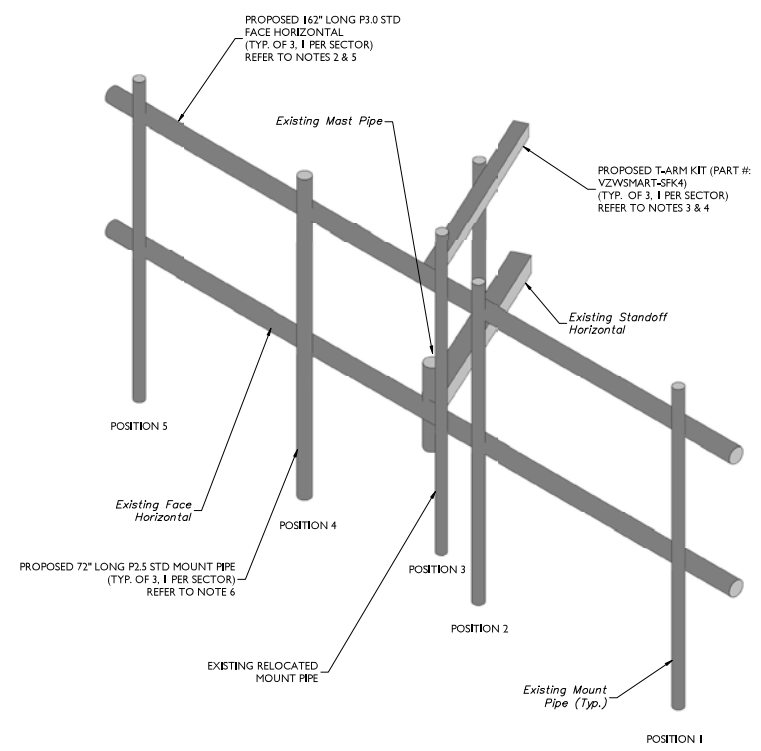 PROPOSED 162" LONG P3.0 STD
FACE HORIZONTAL
(TYP. OF 3, 1 PER SECTOR)
REFER TO NOTES 2 & 5
Existing Mast Pipe
PROPOSED T-ARM KIT (PART #:
VZWSMART-SFK4)
(TYP. OF 3, 1 PER SECTOR)
REFER TO NOTES 3 & 4
Existing Standoff
Horizontal
POSITION 5
Existing Face
Horizontal
POSITION 4
PROPOSED 72" LONG P2.5 STD MOUNT PIPE
(TYP. OF 3, 1 PER SECTOR)
REFER TO NOTE 6
POSITION 3
POSITION 2
EXISTING RELOCATED
MOUNT PIPE
Existing Mount
Pipe (Typ.)
POSITION 1